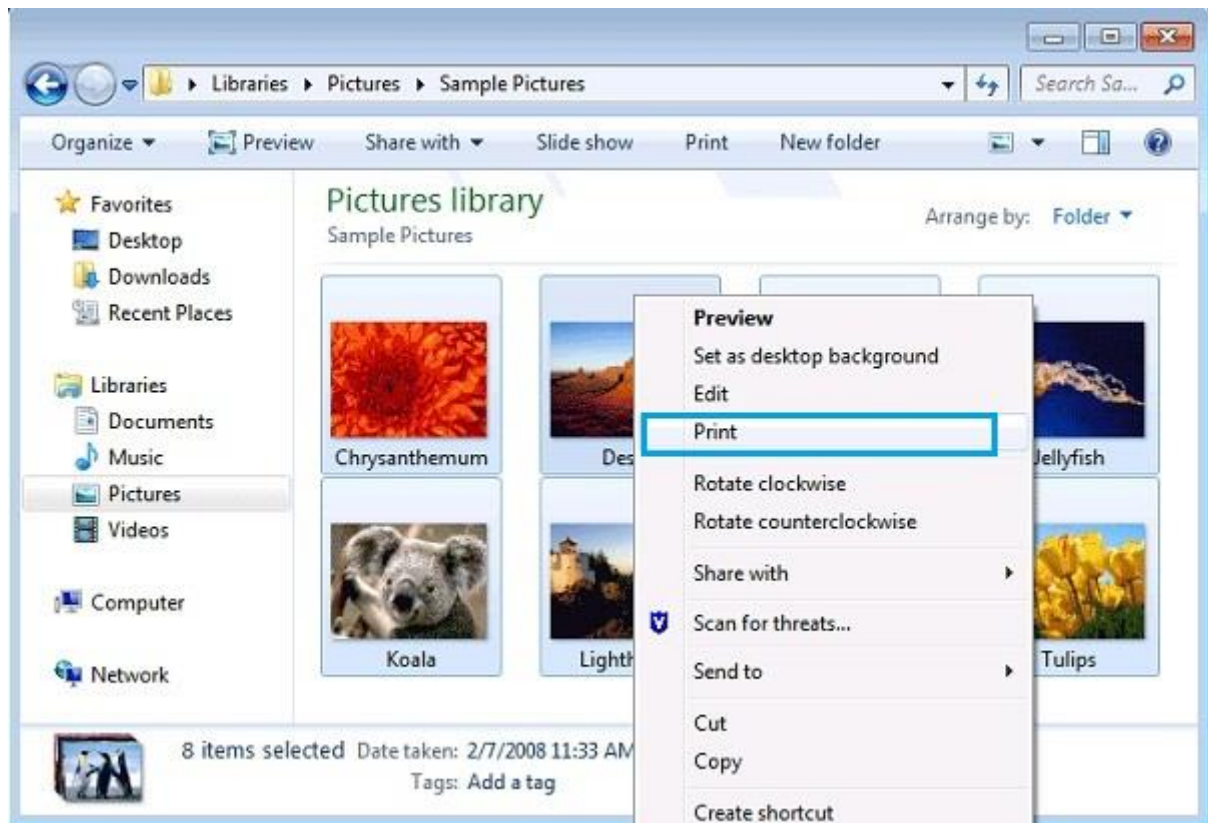 Libraries ▸ Pictures ▸ Sample Pictures
Search Sa...
Organize Preview Share with Slide show Print New folder
Favorites
Desktop
Downloads
Recent Places
Libraries
Documents
Music
Pictures
Videos
Computer
Network
Pictures library
Sample Pictures
Arrange by: Folder
Chrysanthemum
Des
Jellyfish
Koala
Lighth
Tulips
Preview
Set as desktop background
Edit
Print
Rotate clockwise
Rotate counterclockwise
Share with
Scan for threats...
Send to
Cut
Copy
Create shortcut
8 items selected Date taken: 2/7/2008 11:33 AM
Tags: Add a tag